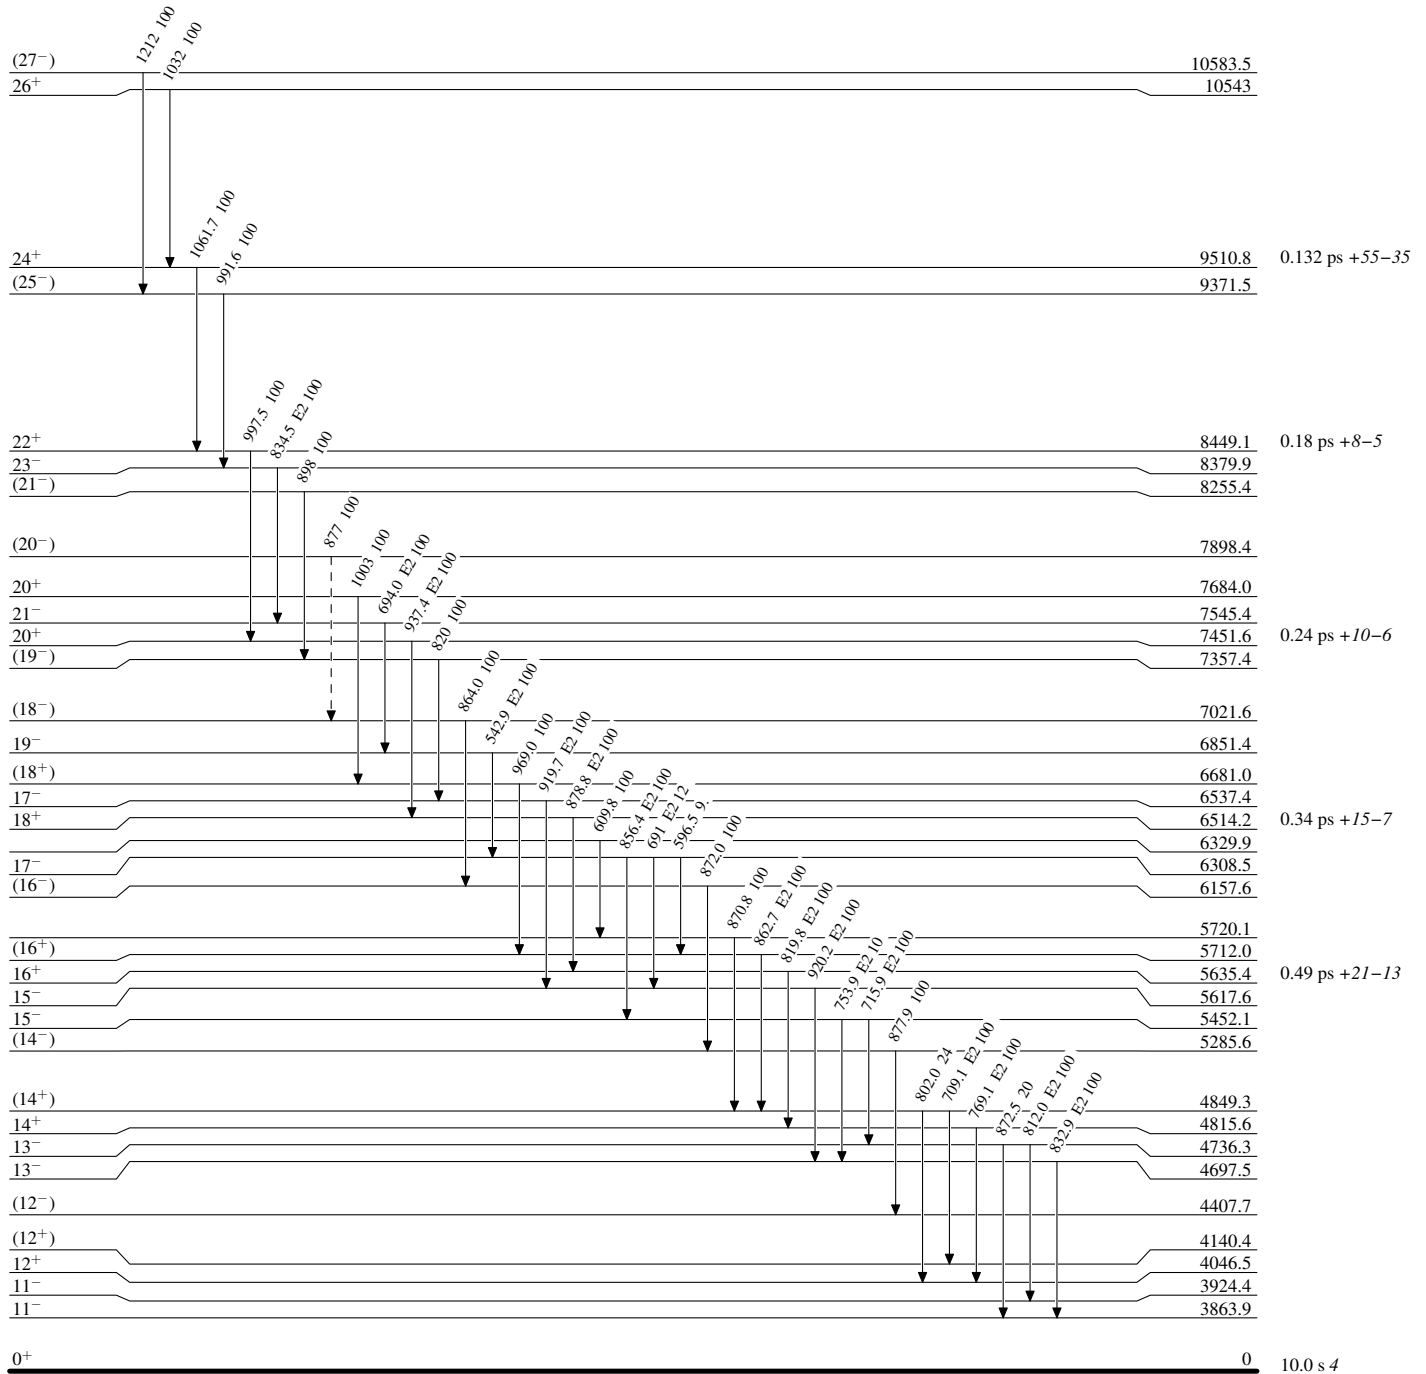 1212 100
1032 100
(27⁻) 10583.5
26⁺ 10543
1061.7 100
991.6 100
24⁺ 9510.8 0.132 ps +55−35
(25⁻) 9371.5
997.5 100
834.5 E2 100
898 100
22⁺ 8449.1 0.18 ps +8−5
23⁻ 8379.9
(21⁻) 8255.4
877 100
(20⁻) 7898.4
1003 100
694.0 E2 100
937.4 E2 100
820 100
20⁺ 7684.0
21⁻ 7545.4
20⁺ 7451.6 0.24 ps +10−6
(19⁻) 7357.4
864.0 100
542.9 E2 100
969.0 100
919.7 E2 100
878.8 E2 100
609.8 100
856.4 E2 100
691 E2 12
596.5 9.
872.0 100
(18⁻) 7021.6
19⁻ 6851.4
(18⁺) 6681.0
17⁻ 6537.4
18⁺ 6514.2 0.34 ps +15−7
6329.9
17⁻ 6308.5
(16⁻) 6157.6
870.8 100
862.7 E2 100
819.8 E2 100
920.2 E2 100
753.9 E2 10
715.9 E2 100
877.9 100
5720.1
(16⁺) 5712.0
16⁺ 5635.4 0.49 ps +21−13
15⁻ 5617.6
15⁻ 5452.1
(14⁻) 5285.6
802.0 24
709.1 E2 100
769.1 E2 100
872.5 20
812.0 E2 100
832.9 E2 100
(14⁺) 4849.3
14⁺ 4815.6
13⁻ 4736.3
13⁻ 4697.5
(12⁻) 4407.7
(12⁺) 4140.4
12⁺ 4046.5
11⁻ 3924.4
11⁻ 3863.9
0⁺ 0 10.0 s 4